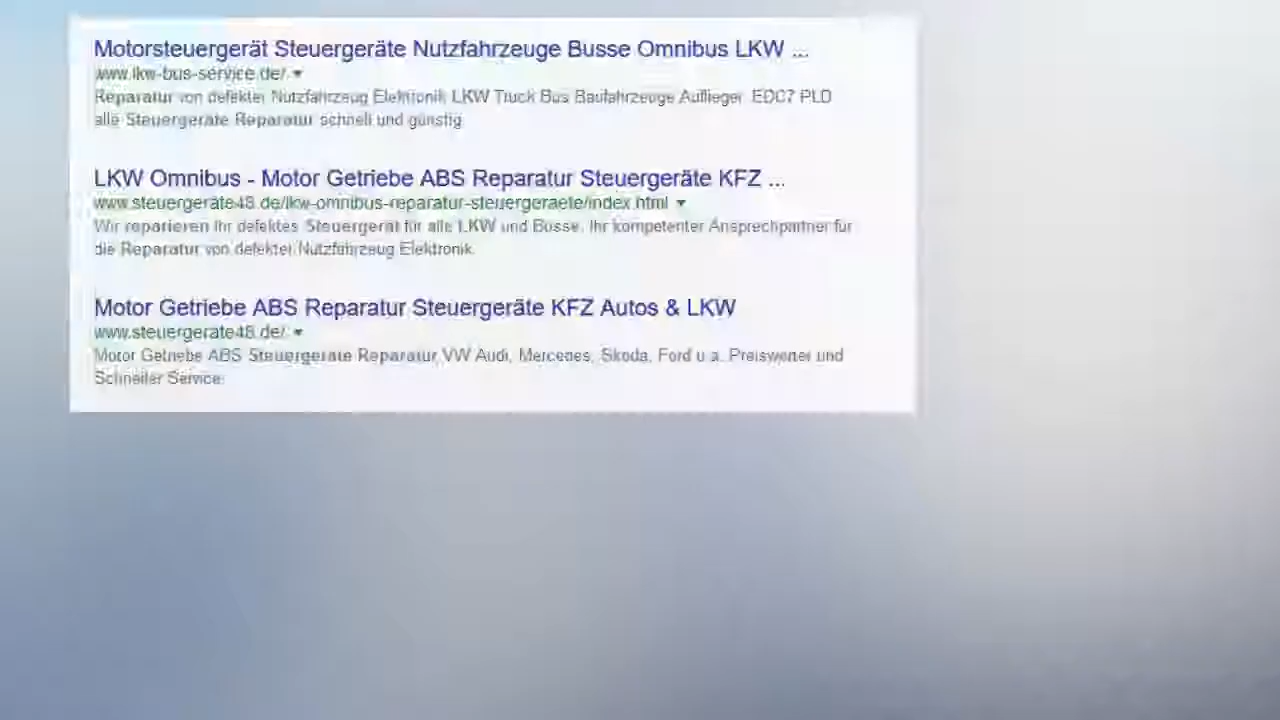 Motorsteuergerät Steuergeräte Nutzfahrzeuge Busse Omnibus LKW ...
www.lkw-bus-service.de/
Reparatur von defekter Nutzfahrzeug Elektronik LKW Truck Bus Baufahrzeuge Auflieger. EDC7 PLD
alle Steuergeräte Reparatur schnell und günstig.
LKW Omnibus - Motor Getriebe ABS Reparatur Steuergeräte KFZ ...
www.steuergeräte48.de/lkw-omnibus-reparatur-steuergeraete/index.html
Wir reparieren Ihr defektes Steuergerät für alle LKW und Busse. Ihr kompetenter Ansprechpartner für
die Reparatur von defekter Nutzfahrzeug Elektronik.
Motor Getriebe ABS Reparatur Steuergeräte KFZ Autos & LKW
www.steuergeräte48.de/
Motor Getriebe ABS Steuergeräte Reparatur VW Audi, Mercedes, Skoda, Ford u.a. Preiswerter und
Schneller Service.